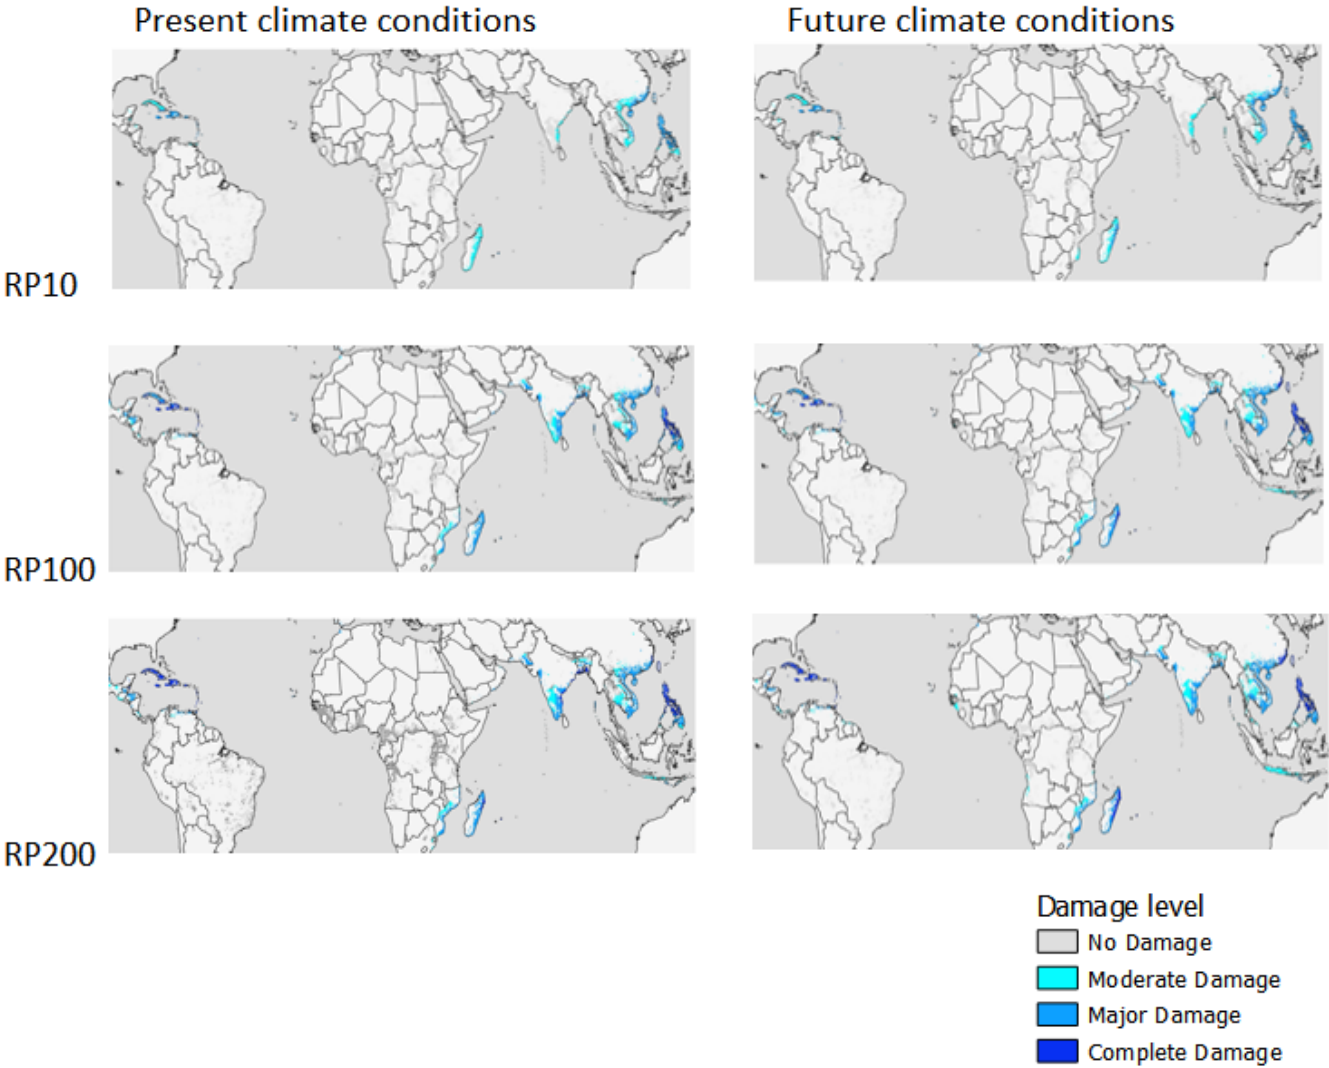 Present climate conditions
Future climate conditions
RP10
RP100
RP200
Damage level
No Damage
Moderate Damage
Major Damage
Complete Damage